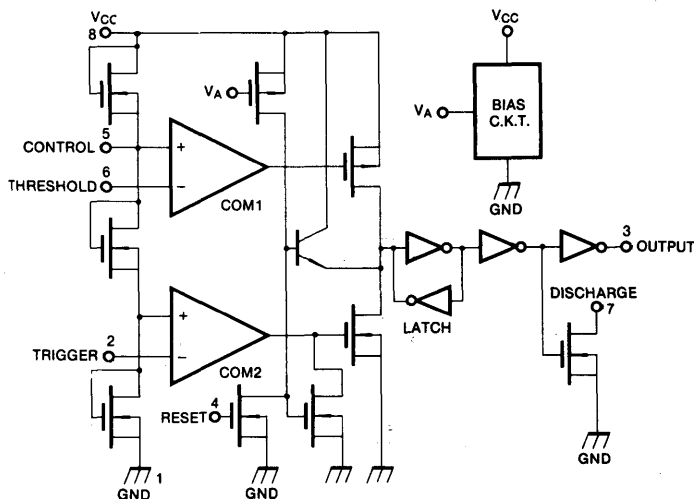 VCC
8
VCC
VA
VA
BIAS
C.K.T.
CONTROL
5
THRESHOLD
6
COM1
GND
3
OUTPUT
LATCH
DISCHARGE
7
TRIGGER
2
COM2
RESET
4
GND
1
GND
GND